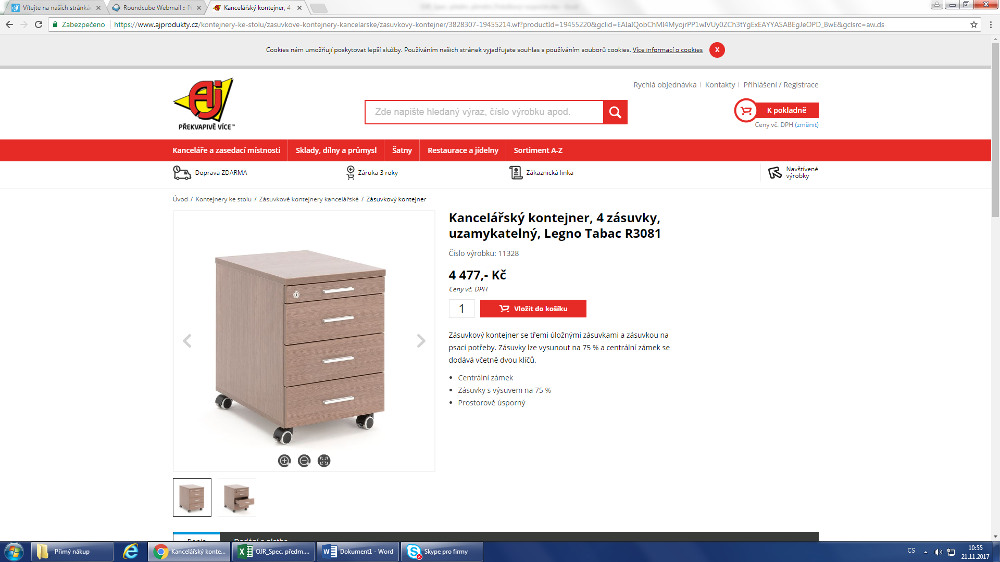 Vítejte na našich stránká
Roundcube Webmail :: P
Kancelářský kontejner, 4
Zabezpečeno
https://www.ajprodukty.cz/kontejnery-ke-stolu/zasuvkove-kontejnery-kancelarske/zasuvkovy-kontejner/3828307-19455214.wf?productId=19455220&gclid=EAIaIQobChMI4MyojrPP1wIVUy0ZCh3tYgExEAYYASABEgJeOPD_BwE&gclsrc=aw.ds
Cookies nám umožňují poskytovat lepší služby. Používáním našich stránek vyjadřujete souhlas s používáním souborů cookies. Více informací o cookies
X
Aj
PŘEKVAPIVĚ VÍCE™
Rychlá objednávka
Kontakty
Přihlášení / Registrace
Zde napište hledaný výraz, číslo výrobku apod.
K pokladně
Ceny vč. DPH (změnit)
Kanceláře a zasedací místnosti
Sklady, dílny a průmysl
Šatny
Restaurace a jídelny
Sortiment A-Z
Doprava ZDARMA
Záruka 3 roky
Zákaznická linka
Navštívené
výrobky
Úvod / Kontejnery ke stolu / Zásuvkové kontejnery kancelářské / Zásuvkový kontejner
Kancelářský kontejner, 4 zásuvky,
uzamykatelný, Legno Tabac R3081
Číslo výrobku: 11328
4 477,- Kč
Ceny vč. DPH
1
Vložit do košíku
Zásuvkový kontejner se třemi úložnými zásuvkami a zásuvkou na
psací potřeby. Zásuvky lze vysunout na 75 % a centrální zámek se
dodává včetně dvou klíčů.
Centrální zámek
Zásuvky s výsuvem na 75 %
Prostorově úsporný
Popis
Dodání a platba
Přimý nákup
Kancelářský konte...
OJR_Spec. předm....
Dokument1 - Word
Skype pro firmy
CS
10:55
21.11.2017